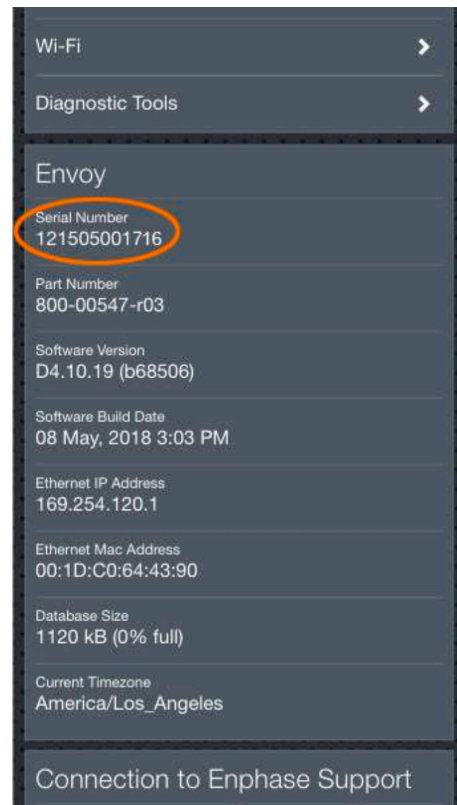 Wi-Fi
Diagnostic Tools
Envoy
Serial Number
121505001716
Part Number
800-00547-r03
Software Version
D4.10.19 (b68506)
Software Build Date
08 May, 2018 3:03 PM
Ethernet IP Address
169.254.120.1
Ethernet Mac Address
00:1D:C0:64:43:90
Database Size
1120 kB (0% full)
Current Timezone
America/Los_Angeles
Connection to Enphase Support